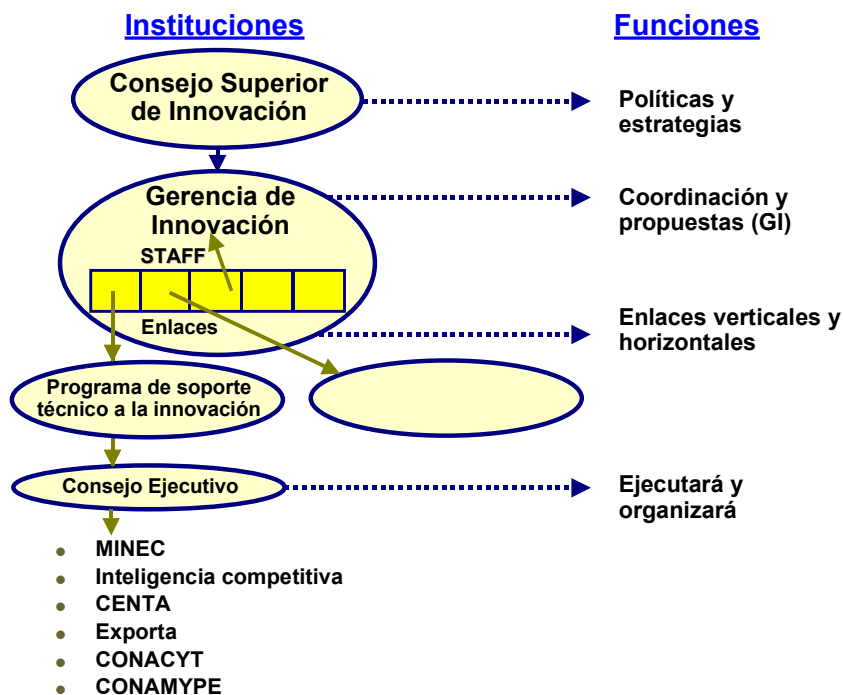 Instituciones
Funciones
Consejo Superior
de Innovación
Políticas y
estrategias
Gerencia de
Innovación
STAFF
Coordinación y
propuestas (GI)
Enlaces
Enlaces verticales y
horizontales
Programa de soporte
técnico a la innovación
Consejo Ejecutivo
Ejecutará y
organizará
MINEC
Inteligencia competitiva
CENTA
Exporta
CONACYT
CONAMYPE